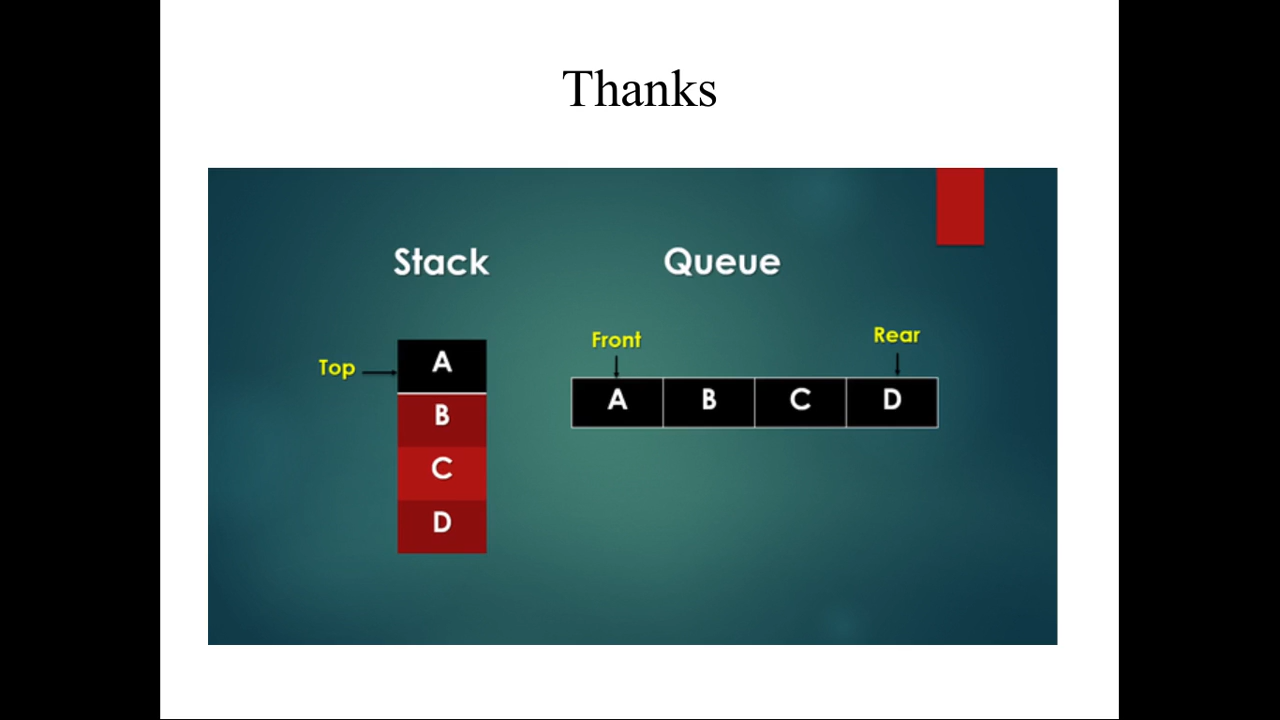 Thanks
Stack
Queue
Top
A
B
C
D
Front
Rear
A B C D